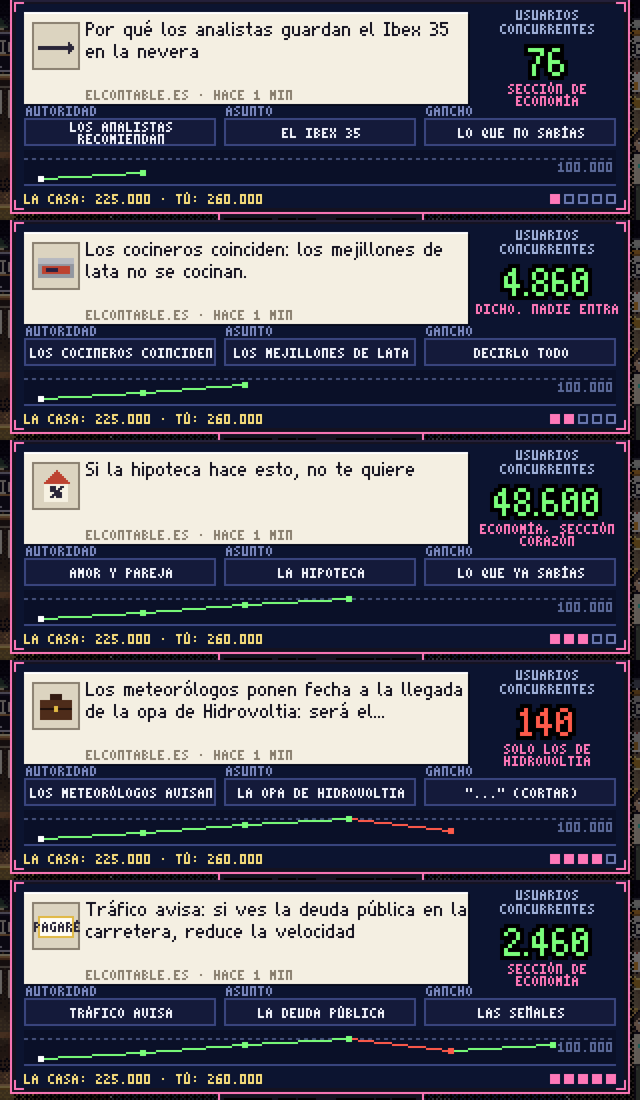 Por qué los analistas guardan el Ibex 35
en la nevera
ELCONTABLE.ES · HACE 1 MIN
USUARIOS
CONCURRENTES
76
SECCIÓN DE
ECONOMÍA
AUTORIDAD
ASUNTO
GANCHO
LOS ANALISTAS
RECOMIENDAN
EL IBEX 35
LO QUE NO SABÍAS
100.000
LA CASA: 225.000 · TÚ: 260.000
Los cocineros coinciden: los mejillones de
lata no se cocinan.
ELCONTABLE.ES · HACE 1 MIN
USUARIOS
CONCURRENTES
4.860
DICHO. NADIE ENTRA
AUTORIDAD
ASUNTO
GANCHO
LOS COCINEROS COINCIDEN
LOS MEJILLONES DE LATA
DECIRLO TODO
100.000
LA CASA: 225.000 · TÚ: 260.000
Si la hipoteca hace esto, no te quiere
ELCONTABLE.ES · HACE 1 MIN
USUARIOS
CONCURRENTES
48.600
ECONOMÍA, SECCIÓN
CORAZÓN
AUTORIDAD
ASUNTO
GANCHO
AMOR Y PAREJA
LA HIPOTECA
LO QUE YA SABÍAS
100.000
LA CASA: 225.000 · TÚ: 260.000
Los meteorólogos ponen fecha a la llegada
de la opa de Hidrovoltia: será el...
ELCONTABLE.ES · HACE 1 MIN
USUARIOS
CONCURRENTES
140
SOLO LOS DE
HIDROVOLTIA
AUTORIDAD
ASUNTO
GANCHO
LOS METEORÓLOGOS AVISAN
LA OPA DE HIDROVOLTIA
"..." (CORTAR)
100.000
LA CASA: 225.000 · TÚ: 260.000
PAGARÉ
Tráfico avisa: si ves la deuda pública en la
carretera, reduce la velocidad
ELCONTABLE.ES · HACE 1 MIN
USUARIOS
CONCURRENTES
2.460
SECCIÓN DE
ECONOMÍA
AUTORIDAD
ASUNTO
GANCHO
TRÁFICO AVISA
LA DEUDA PÚBLICA
LAS SEÑALES
100.000
LA CASA: 225.000 · TÚ: 260.000